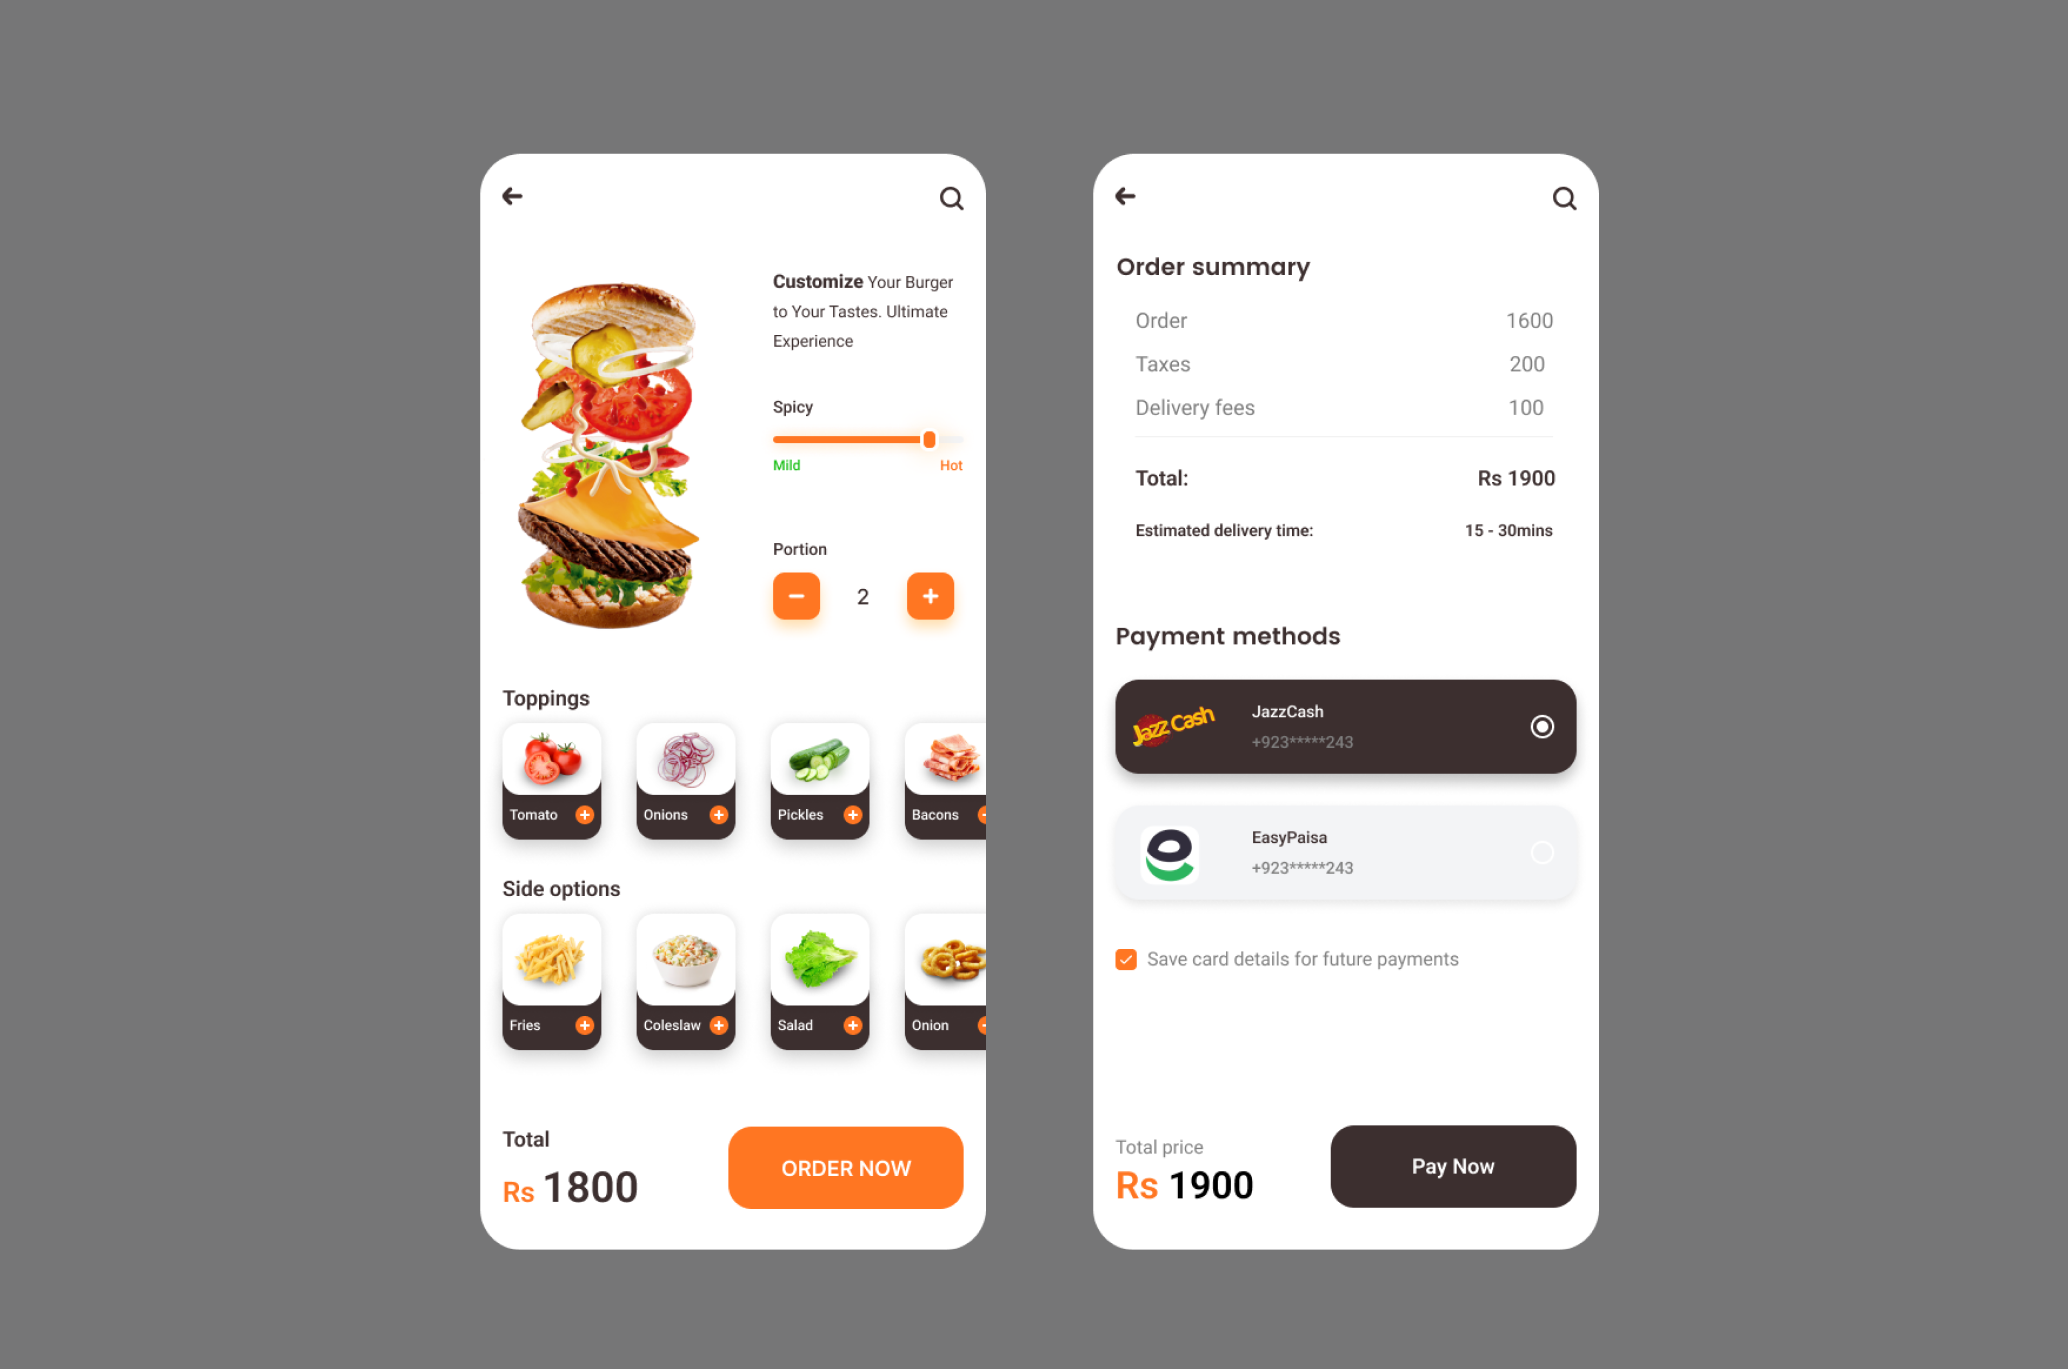 Customize Your Burger
to Your Tastes. Ultimate
Experience
Spicy
Mild Hot
Portion
2
Toppings
Tomato
Onions
Pickles
Bacons
Side options
Fries
Coleslaw
Salad
Onion
Total
Rs 1800
ORDER NOW
Order summary
Order 1600
Taxes 200
Delivery fees 100
Total: Rs 1900
Estimated delivery time: 15 - 30mins
Payment methods
Jazz Cash
JazzCash
+923*****243
EasyPaisa
+923*****243
Save card details for future payments
Total price
Rs 1900
Pay Now